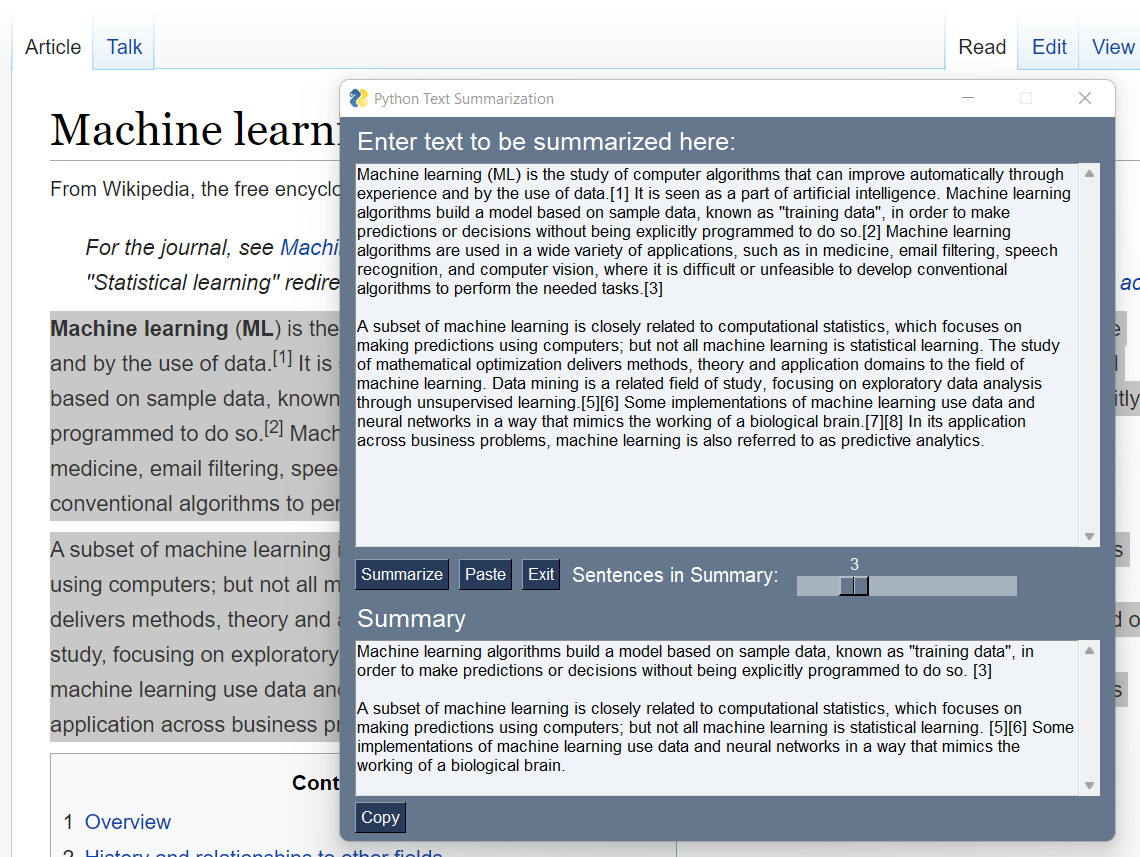 Article
Talk
Read
Edit
View
Machine learn
From Wikipedia, the free encyclo
For the journal, see
"Statistical learning"
Machine learning (ML) is the
and by the use of data.[1] It is
based on sample data, known
programmed to do so.[2]
medicine, email filtering,
conventional algorithms to
A subset of machine learning
using computers; but not all
delivers methods, theory and
study, focusing on exploratory
machine learning use data
application across business
Cont
1 Overview
2 History and relationships to other fields
Python Text Summarization
Enter text to be summarized here:
Machine learning (ML) is the study of computer algorithms that can improve automatically through
experience and by the use of data.[1] It is seen as a part of artificial intelligence. Machine learning
algorithms build a model based on sample data, known as "training data", in order to make
predictions or decisions without being explicitly programmed to do so.[2] Machine learning
algorithms are used in a wide variety of applications, such as in medicine, email filtering, speech
recognition, and computer vision, where it is difficult or unfeasible to develop conventional
algorithms to perform the needed tasks.[3]
A subset of machine learning is closely related to computational statistics, which focuses on
making predictions using computers; but not all machine learning is statistical learning. The study
of mathematical optimization delivers methods, theory and application domains to the field of
machine learning. Data mining is a related field of study, focusing on exploratory data analysis
through unsupervised learning.[5][6] Some implementations of machine learning use data and
neural networks in a way that mimics the working of a biological brain.[7][8] In its application
across business problems, machine learning is also referred to as predictive analytics.
Summarize
Paste
Exit
Sentences in Summary:
3
Summary
Machine learning algorithms build a model based on sample data, known as "training data", in
order to make predictions or decisions without being explicitly programmed to do so. [3]
A subset of machine learning is closely related to computational statistics, which focuses on
making predictions using computers; but not all machine learning is statistical learning. [5][6] Some
implementations of machine learning use data and neural networks in a way that mimics the
working of a biological brain.
Copy